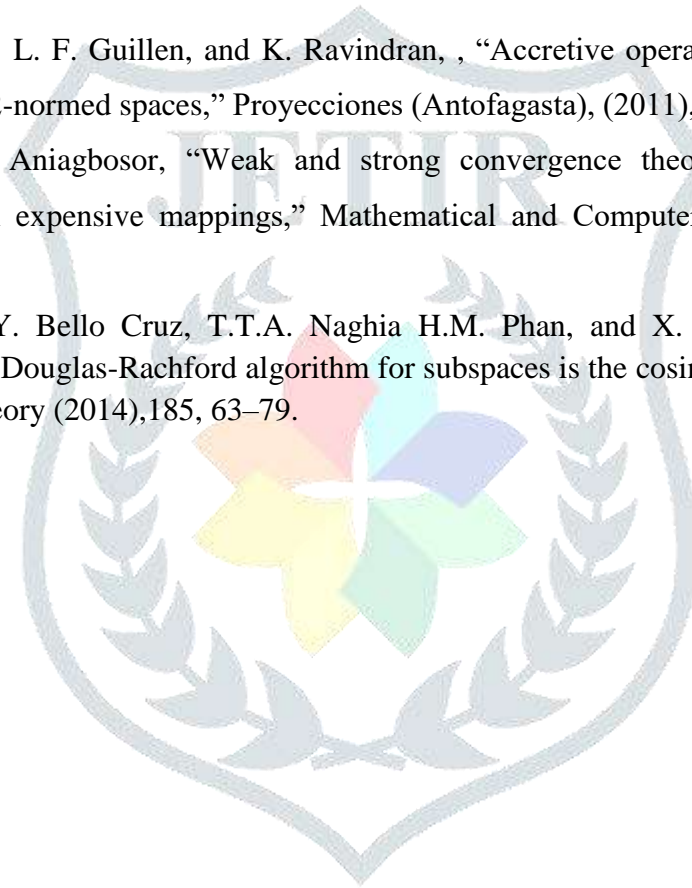 L. F. Guillen, and K. Ravindran, , “Accretive opera
-normed spaces,” Proyecciones (Antofagasta), (2011),
JETIR
Aniagbosor, “Weak and strong convergence theo
expensive mappings,” Mathematical and Compute
Y. Bello Cruz, T.T.A. Naghia H.M. Phan, and X.
Douglas-Rachford algorithm for subspaces is the cosin
eory (2014),185, 63–79.